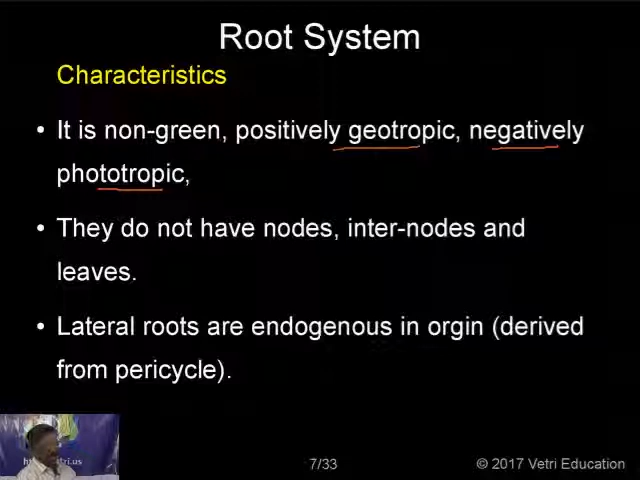 Root System
Characteristics
• It is non-green, positively geotropic, negatively
phototropic,
• They do not have nodes, inter-nodes and
leaves.
• Lateral roots are endogenous in orgin (derived
from pericycle).
7/33
© 2017 Vetri Education